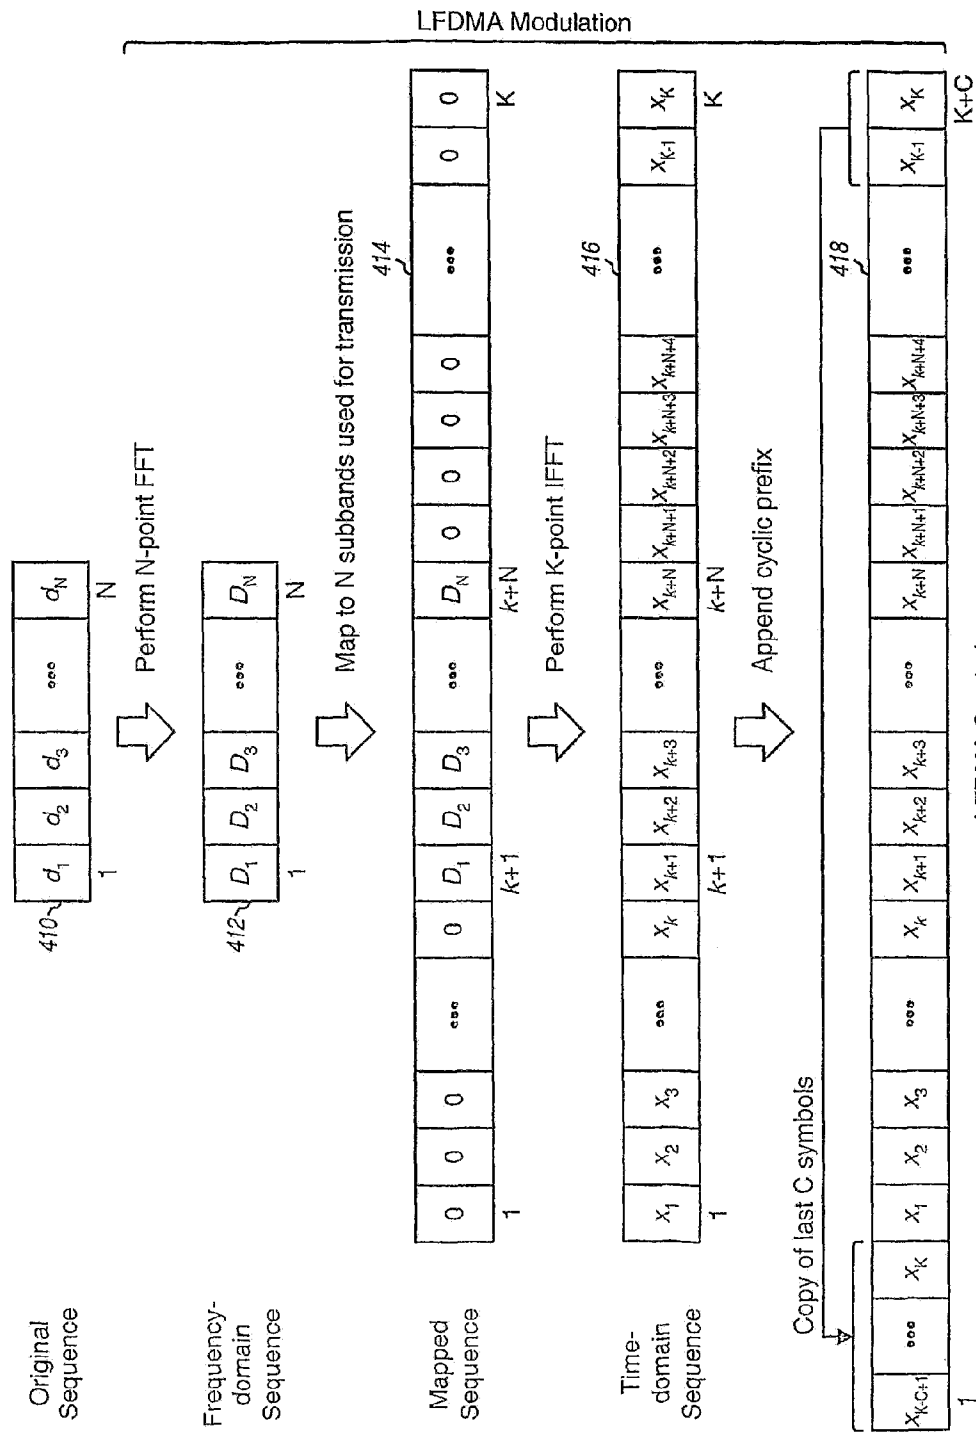 LFDMA Modulation
Original
Sequence
410
d1 d2 d3 ••• dN
1 N
Perform N-point FFT
Frequency-
domain
Sequence
412
D1 D2 D3 ••• DN
1 N
Map to N subbands used for transmission
Mapped
Sequence
414
0 0 0 ••• 0 D1 D2 D3 ••• DN 0 0 0 0 ••• 0 0
1 k+1 k+N K
Perform K-point IFFT
Time-
domain
Sequence
416
x1 x2 x3 ••• xk xk+1 xk+2 xk+3 ••• xk+N xk+N+1 xk+N+2 xk+N+3 xk+N+4 ••• xK-1 xK
1 k+1 k+N K
Append cyclic prefix
Copy of last C symbols
418
xK-C+1 ••• xK x1 x2 x3 ••• xk xk+1 xk+2 xk+3 ••• xk+N xk+N+1 xk+N+2 xk+N+3 xk+N+4 ••• xK-1 xK
1 K+C